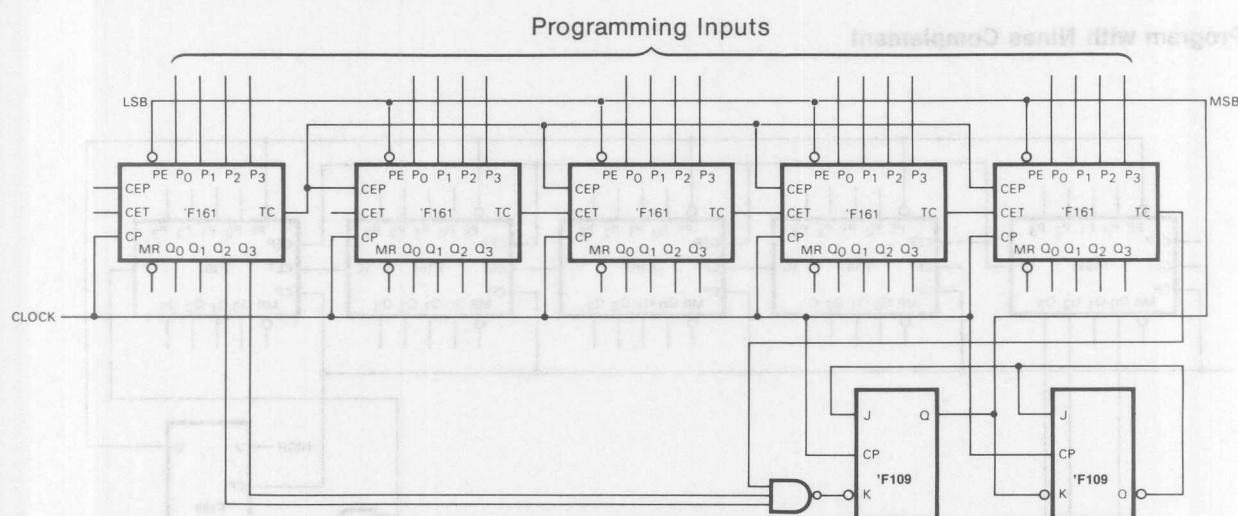 Programming Inputs
Program with Nines Complement
LSB
MSB
PE P0 P1 P2 P3
CEP
CET 'F161 TC
CP
MR Q0 Q1 Q2 Q3
PE P0 P1 P2 P3
CEP
CET 'F161 TC
CP
MR Q0 Q1 Q2 Q3
PE P0 P1 P2 P3
CEP
CET 'F161 TC
CP
MR Q0 Q1 Q2 Q3
PE P0 P1 P2 P3
CEP
CET 'F161 TC
CP
MR Q0 Q1 Q2 Q3
PE P0 P1 P2 P3
CEP
CET 'F161 TC
CP
MR Q0 Q1 Q2 Q3
CLOCK
J Q
CP
'F109
K
J
CP
'F109
K Q